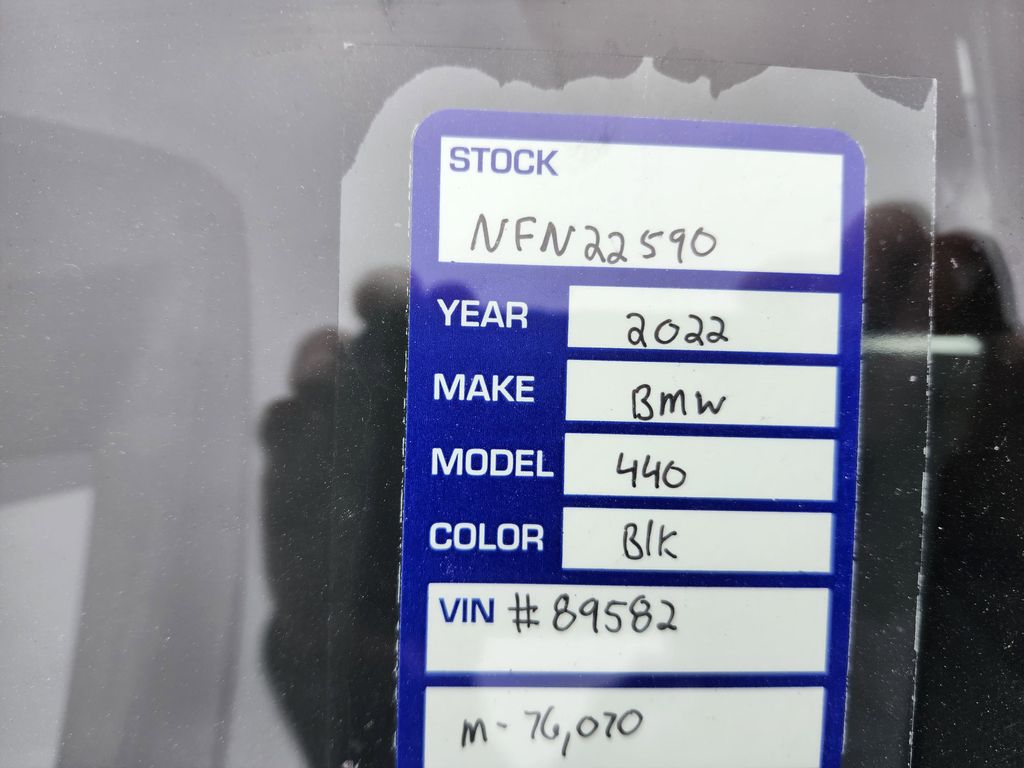 STOCK
NFN22590
YEAR 2022
MAKE BMW
MODEL 440
COLOR Blk
VIN #89582
m-76,070